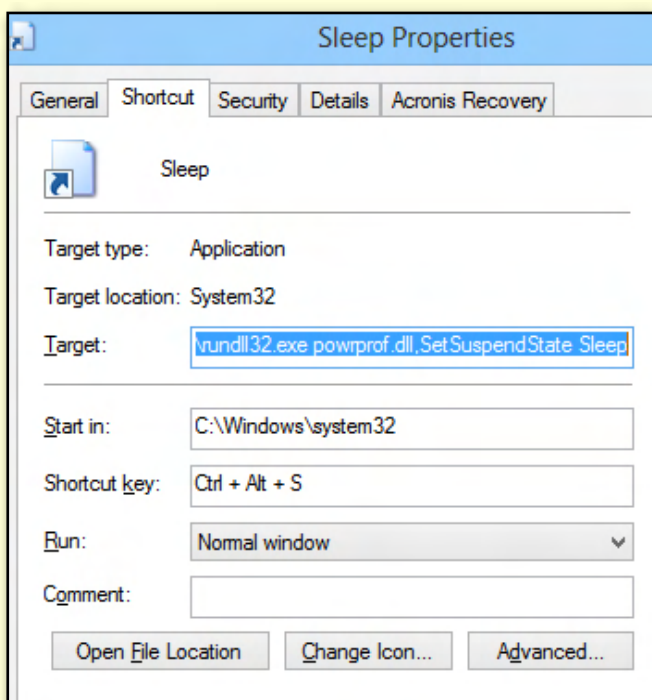 Sleep Properties
General Shortcut Security Details Acronis Recovery
Sleep
Target type: Application
Target location: System32
Target: \rundll32.exe powrprof.dll,SetSuspendState Sleep
Start in: C:\Windows\system32
Shortcut key: Ctrl + Alt + S
Run: Normal window
Comment:
Open File Location Change Icon... Advanced...